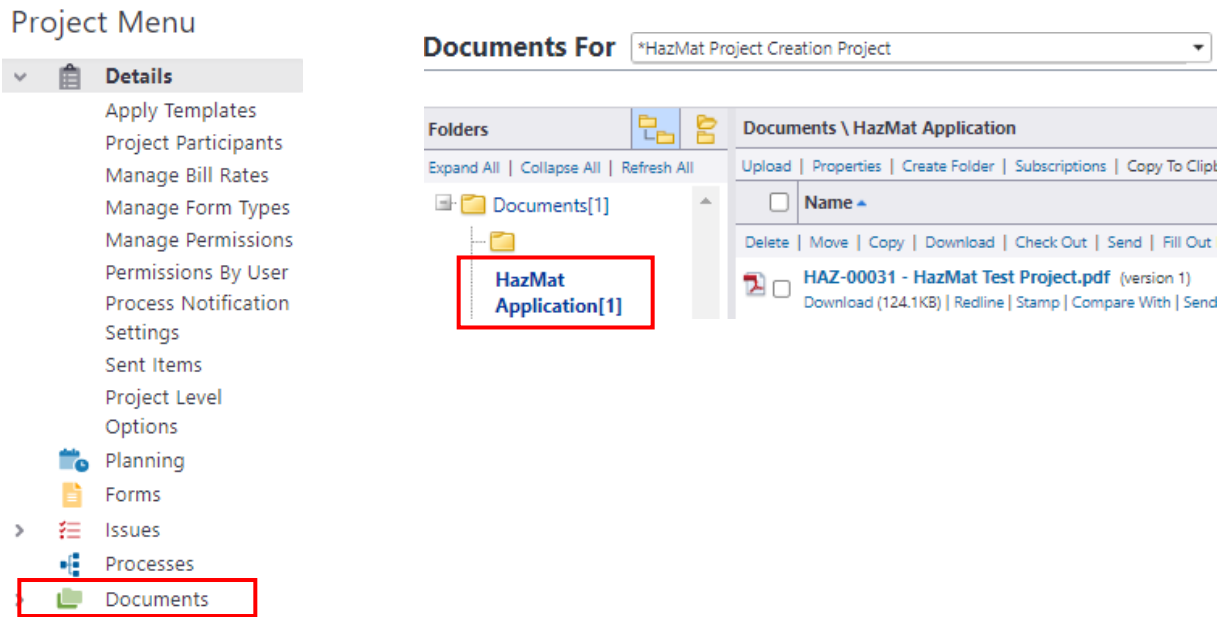 Project Menu
Details
Apply Templates
Project Participants
Manage Bill Rates
Manage Form Types
Manage Permissions
Permissions By User
Process Notification
Settings
Sent Items
Project Level
Options
Planning
Forms
Issues
Processes
Documents
Documents For *HazMat Project Creation Project
Folders
Expand All | Collapse All | Refresh All
Documents[1]
HazMat
Application[1]
Documents \ HazMat Application
Upload | Properties | Create Folder | Subscriptions | Copy To
Name
Delete | Move | Copy | Download | Check Out | Send | Fill Out
HAZ-00031 - HazMat Test Project.pdf (version 1)
Download (124.1KB) | Redline | Stamp | Compare With | Send